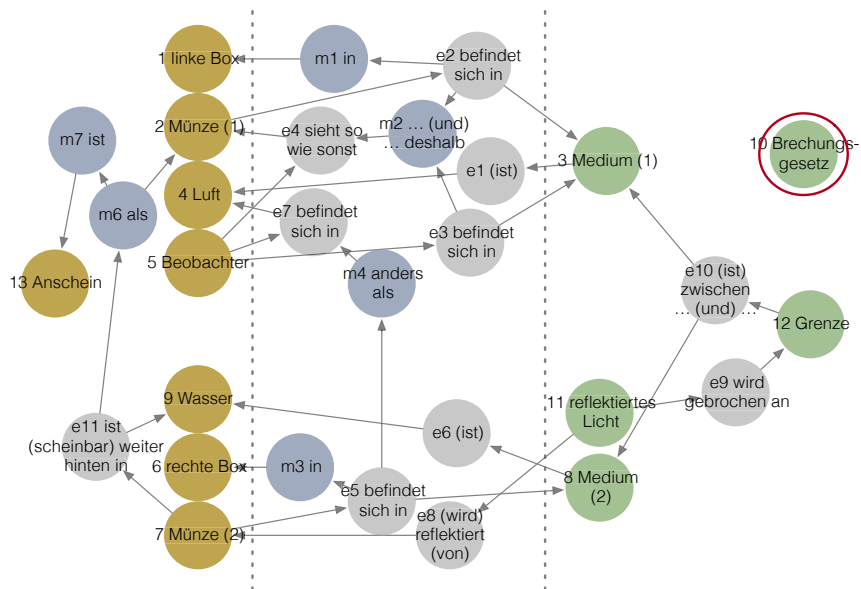 1 linke Box
m1 in
e2 befindet
sich in
m7 ist
2 Münze (1)
e4 sieht so
wie sonst
m2 … (und)
… deshalb
e1 (ist)
3 Medium (1)
10 Brechungs-
gesetz
m6 als
4 Luft
e7 befindet
sich in
e3 befindet
sich in
5 Beobachter
13 Anschein
m4 anders
als
e10 (ist)
zwischen
… (und) …
12 Grenze
9 Wasser
11 reflektiertes
Licht
e9 wird
gebrochen an
e11 ist
(scheinbar) weiter
hinten in
e6 (ist)
6 rechte Box
m3 in
e5 befindet
sich in
8 Medium
(2)
7 Münze (2)
e8 (wird)
reflektiert
(von)